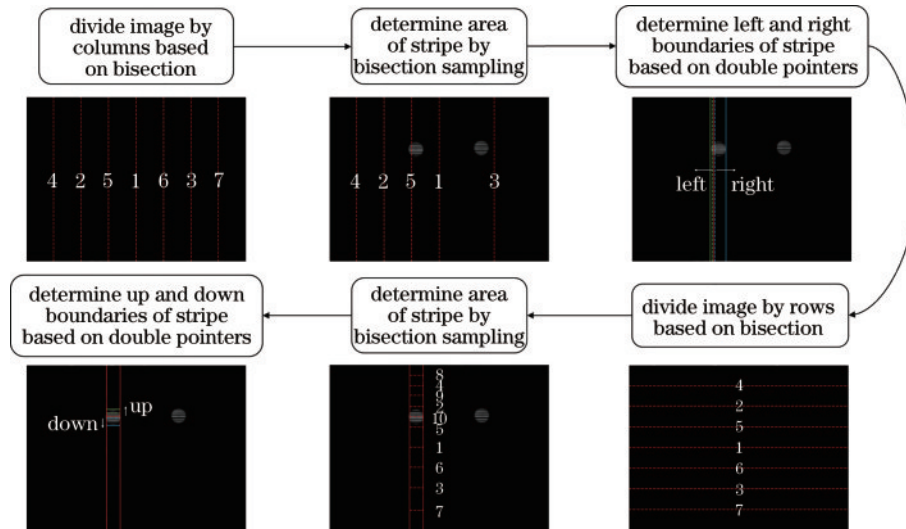 divide image by
columns based
on bisection
determine area
of stripe by
bisection sampling
determine left and right
boundaries of stripe
based on double pointers
4 2 5 1 6 3 7
4 2 5 1 3
left right
determine up and down
boundaries of stripe
based on double pointers
determine area
of stripe by
bisection sampling
divide image by rows
based on bisection
up
down
8
4
9
10
5
1
6
3
7
4
2
5
1
6
3
7